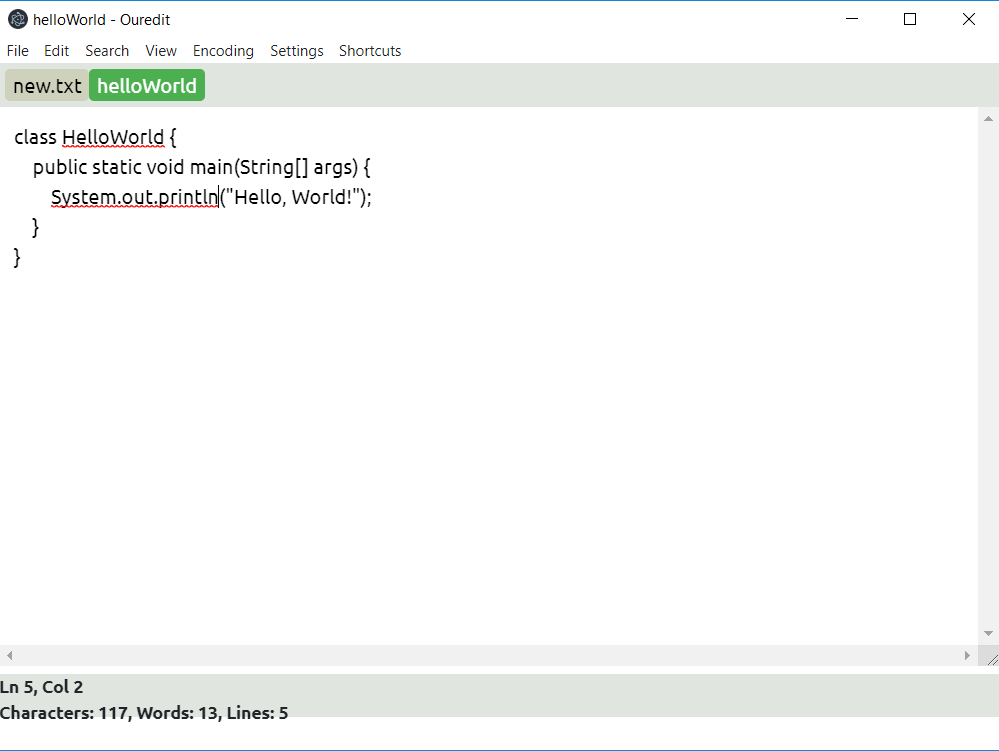 helloWorld - Ouredit
File Edit Search View Encoding Settings Shortcuts
new.txt helloWorld
class HelloWorld {
    public static void main(String[] args) {
        System.out.println("Hello, World!");
    }
}
Ln 5, Col 2
Characters: 117, Words: 13, Lines: 5